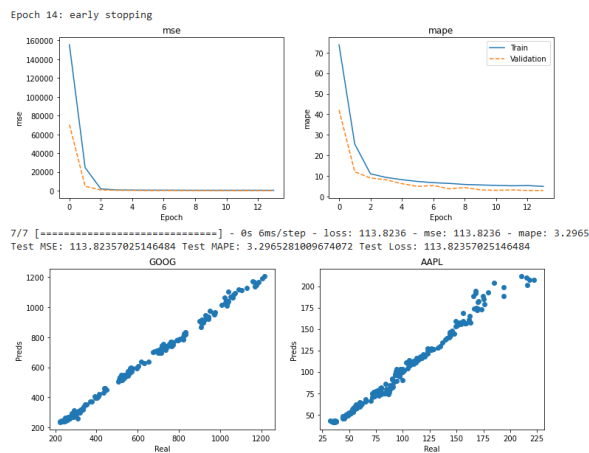 Epoch 14: early stopping
mse
mape
160000
140000
120000
100000
80000
60000
40000
20000
0
mse
0 2 4 6 8 10 12
Epoch
70
60
50
40
30
20
10
0
mape
Train
Validation
0 2 4 6 8 10 12
Epoch
7/7 [==============================] - 0s 6ms/step - loss: 113.8236 - mse: 113.8236 - mape: 3.2965
Test MSE: 113.82357025146484 Test MAPE: 3.2965281009674072 Test Loss: 113.82357025146484
GOOG
AAPL
1200
1000
800
600
400
200
Preds
200 400 600 800 1000 1200
Real
200
175
150
125
100
75
50
Preds
25 50 75 100 125 150 175 200 225
Real